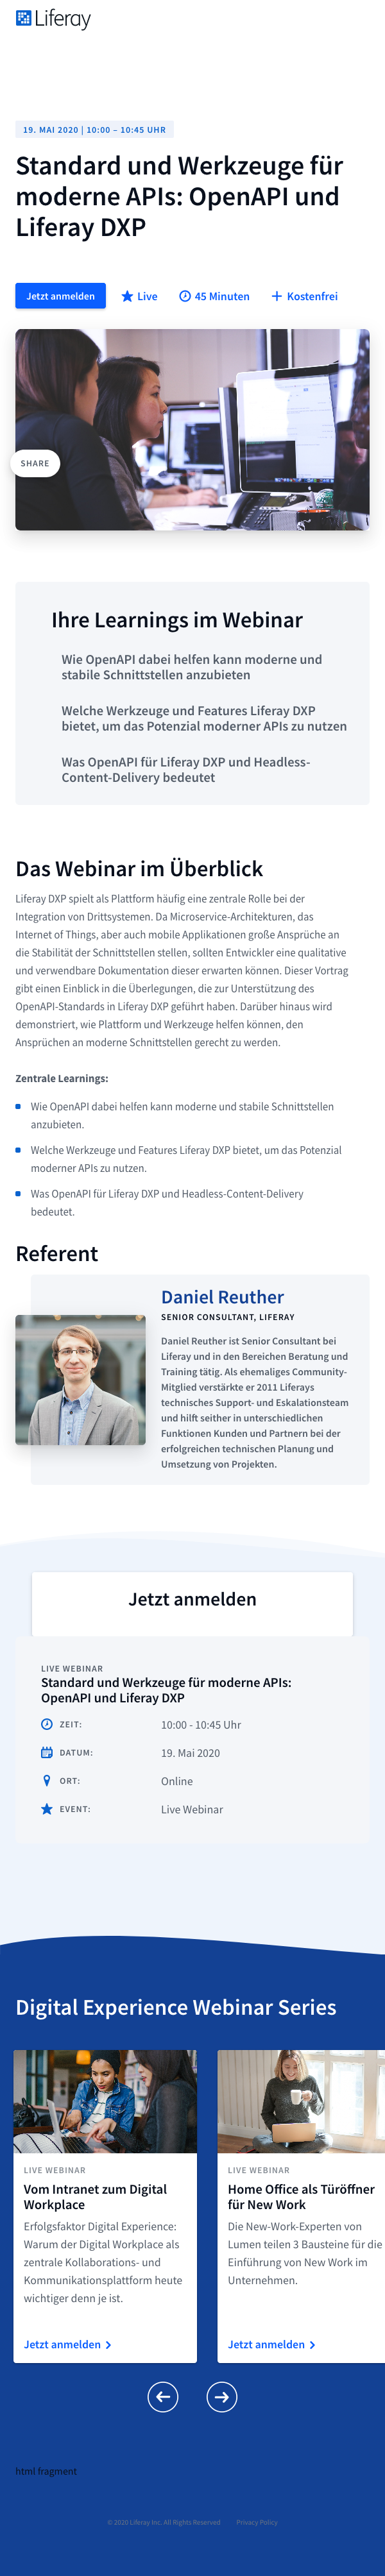 Liferay
19. MAI 2020 | 10:00 – 10:45 UHR
Standard und Werkzeuge für
moderne APIs: OpenAPI und
Liferay DXP
Jetzt anmelden
Live
45 Minuten
Kostenfrei
SHARE
Ihre Learnings im Webinar
Wie OpenAPI dabei helfen kann moderne und
stabile Schnittstellen anzubieten
Welche Werkzeuge und Features Liferay DXP
bietet, um das Potenzial moderner APIs zu nutzen
Was OpenAPI für Liferay DXP und Headless-
Content-Delivery bedeutet
Das Webinar im Überblick
Liferay DXP spielt als Plattform häufig eine zentrale Rolle bei der
Integration von Drittsystemen. Da Microservice-Architekturen, das
Internet of Things, aber auch mobile Applikationen große Ansprüche an
die Stabilität der Schnittstellen stellen, sollten Entwickler eine qualitative
und verwendbare Dokumentation dieser erwarten können. Dieser Vortrag
gibt einen Einblick in die Überlegungen, die zur Unterstützung des
OpenAPI-Standards in Liferay DXP geführt haben. Darüber hinaus wird
demonstriert, wie Plattform und Werkzeuge helfen können, den
Ansprüchen an moderne Schnittstellen gerecht zu werden.
Zentrale Learnings:
Wie OpenAPI dabei helfen kann moderne und stabile Schnittstellen
anzubieten.
Welche Werkzeuge und Features Liferay DXP bietet, um das Potenzial
moderner APIs zu nutzen.
Was OpenAPI für Liferay DXP und Headless-Content-Delivery
bedeutet.
Referent
Daniel Reuther
SENIOR CONSULTANT, LIFERAY
Daniel Reuther ist Senior Consultant bei
Liferay und in den Bereichen Beratung und
Training tätig. Als ehemaliges Community-
Mitglied verstärkte er 2011 Liferays
technisches Support- und Eskalationsteam
und hilft seither in unterschiedlichen
Funktionen Kunden und Partnern bei der
erfolgreichen technischen Planung und
Umsetzung von Projekten.
Jetzt anmelden
LIVE WEBINAR
Standard und Werkzeuge für moderne APIs:
OpenAPI und Liferay DXP
ZEIT: 10:00 - 10:45 Uhr
DATUM: 19. Mai 2020
ORT: Online
EVENT: Live Webinar
Digital Experience Webinar Series
LIVE WEBINAR
Vom Intranet zum Digital
Workplace
Erfolgsfaktor Digital Experience:
Warum der Digital Workplace als
zentrale Kollaborations- und
Kommunikationsplattform heute
wichtiger denn je ist.
Jetzt anmelden
LIVE WEBINAR
Home Office als Türöffner
für New Work
Die New-Work-Experten von
Lumen teilen 3 Bausteine für die
Einführung von New Work im
Unternehmen.
Jetzt anmelden
html fragment
© 2020 Liferay Inc. All Rights Reserved
Privacy Policy